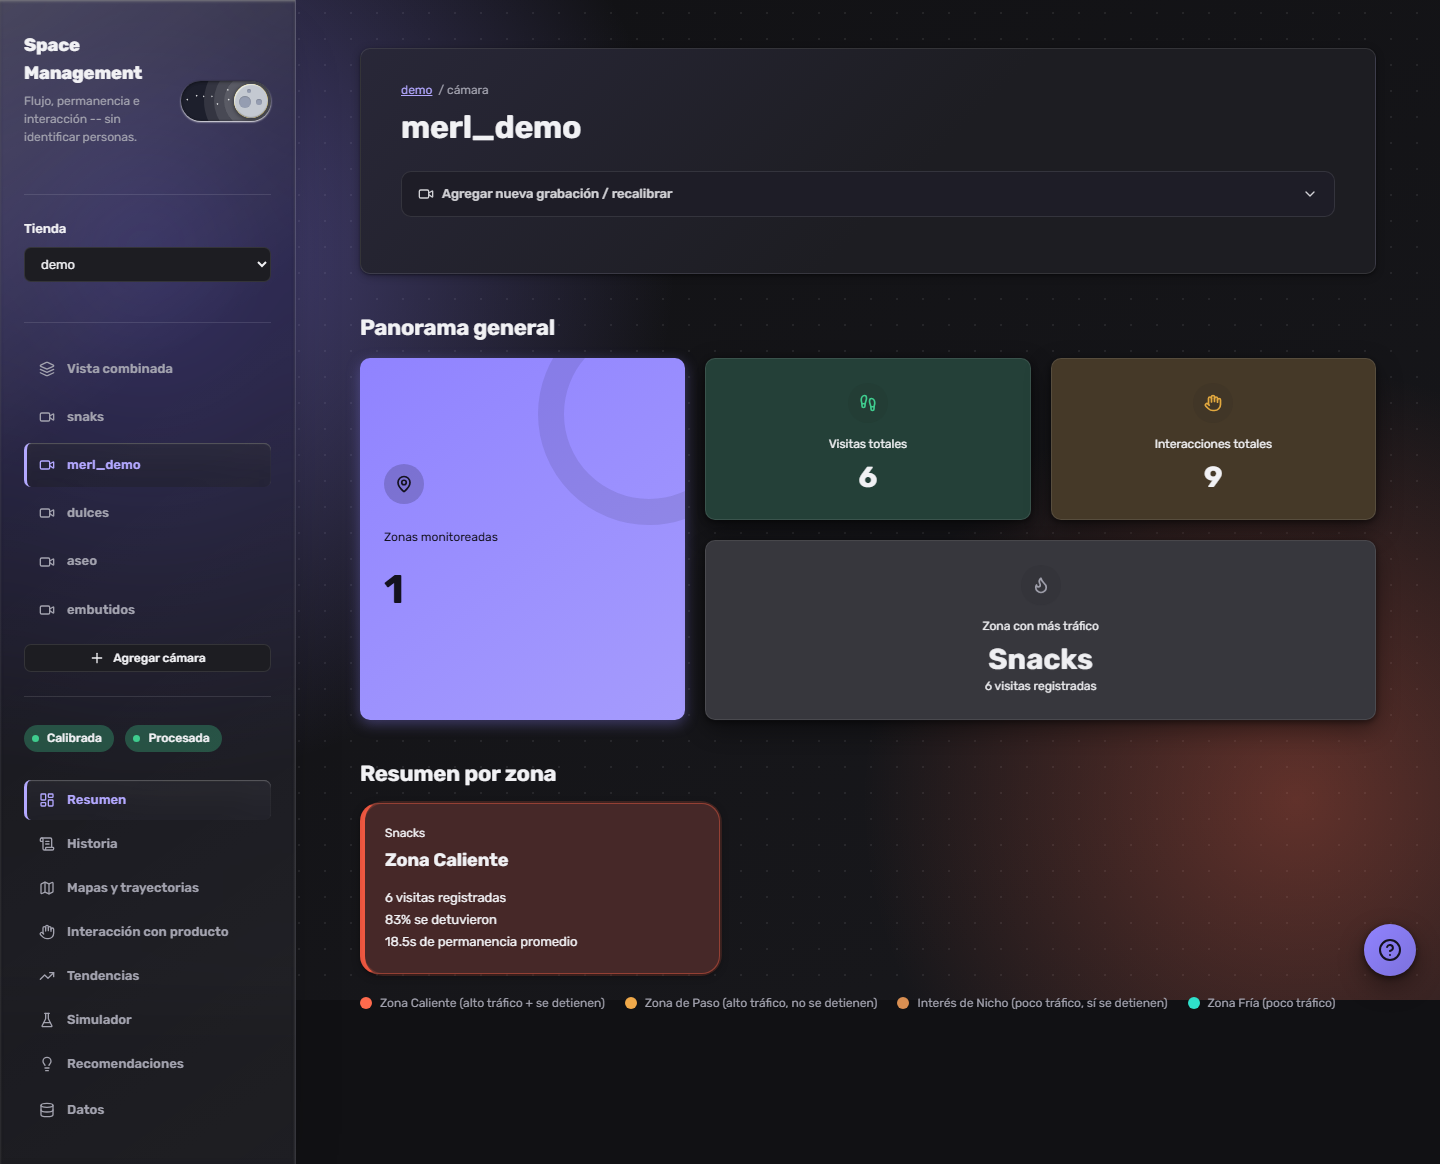 Space
Management
Flujo, permanencia e
interacción -- sin
identificar personas.
Tienda
demo
Vista combinada
snaks
merl_demo
dulces
aseo
embutidos
Agregar cámara
Calibrada
Procesada
Resumen
Historia
Mapas y trayectorias
Interacción con producto
Tendencias
Simulador
Recomendaciones
Datos
demo / cámara
merl_demo
Agregar nueva grabación / recalibrar
Panorama general
Zonas monitoreadas
1
Visitas totales
6
Interacciones totales
9
Zona con más tráfico
Snacks
6 visitas registradas
Resumen por zona
Snacks
Zona Caliente
6 visitas registradas
83% se detuvieron
18.5s de permanencia promedio
Zona Caliente (alto tráfico + se detienen)
Zona de Paso (alto tráfico, no se detienen)
Interés de Nicho (poco tráfico, sí se detienen)
Zona Fría (poco tráfico)